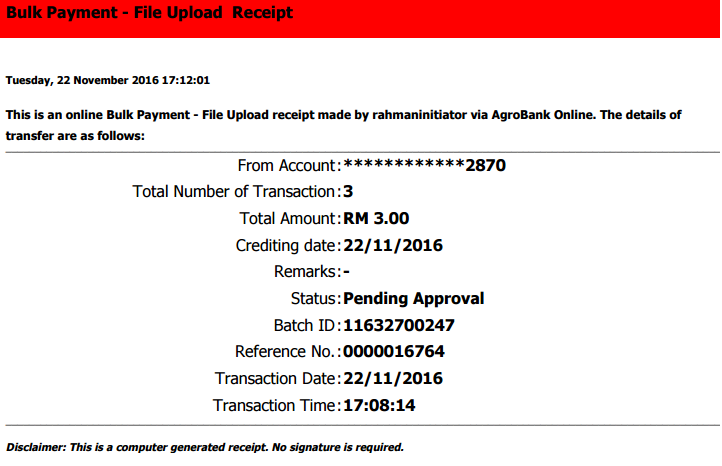 Bulk Payment - File Upload  Receipt
Tuesday, 22 November 2016 17:12:01
This is an online Bulk Payment - File Upload receipt made by rahmaninitiator via AgroBank Online. The details of
transfer are as follows:
From Account:************2870
Total Number of Transaction:3
Total Amount:RM 3.00
Crediting date:22/11/2016
Remarks:-
Status:Pending Approval
Batch ID:11632700247
Reference No.:0000016764
Transaction Date:22/11/2016
Transaction Time:17:08:14
Disclaimer: This is a computer generated receipt. No signature is required.